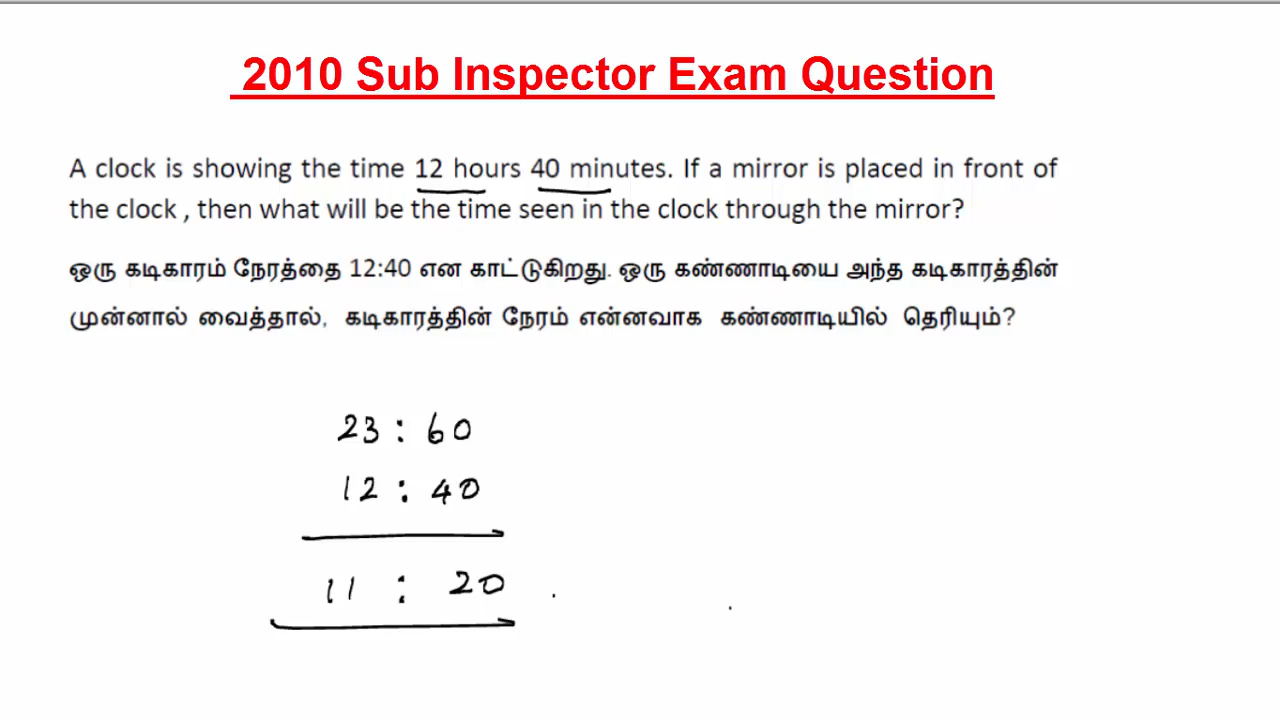 2010 Sub Inspector Exam Question
A clock is showing the time 12 hours 40 minutes. If a mirror is placed in front of
the clock , then what will be the time seen in the clock through the mirror?
ஒரு கடிகாரம் நேரத்தை 12:40 என காட்டுகிறது. ஒரு கண்ணாடியை அந்த கடிகாரத்தின்
முன்னால் வைத்தால், கடிகாரத்தின் நேரம் என்னவாக கண்ணாடியில் தெரியும்?
23 : 60
12 : 40
11 : 20